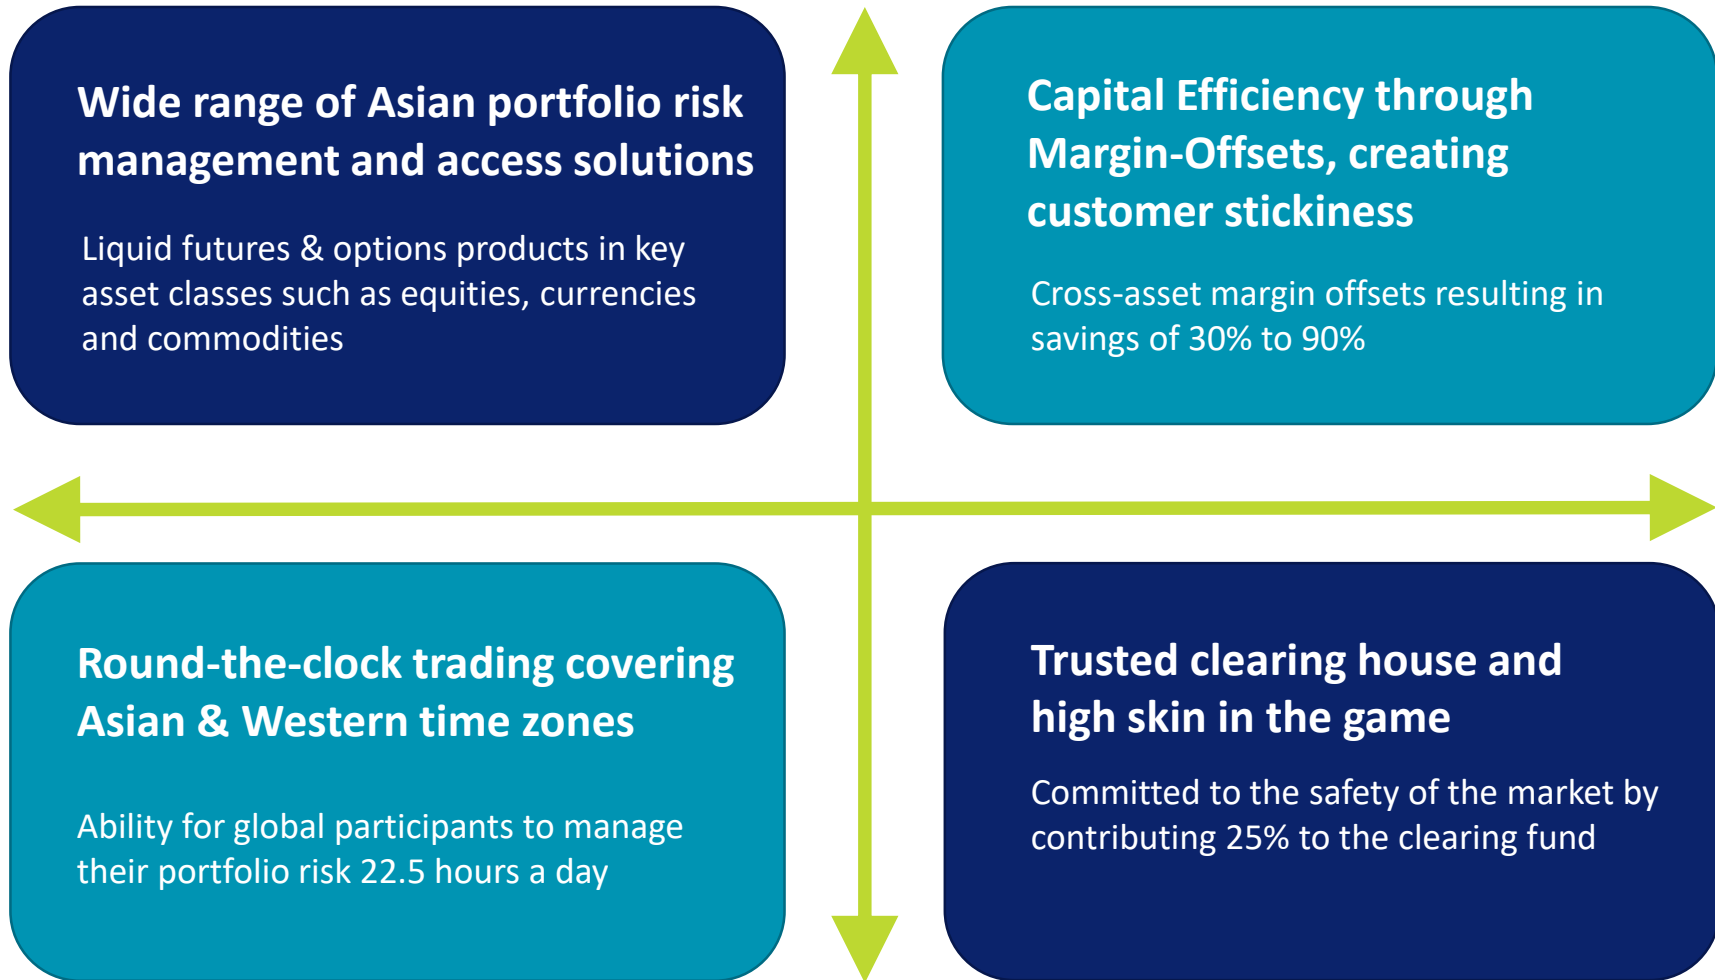 Wide range of Asian portfolio risk
management and access solutions
Liquid futures & options products in key
asset classes such as equities, currencies
and commodities
Capital Efficiency through
Margin-Offsets, creating
customer stickiness
Cross-asset margin offsets resulting in
savings of 30% to 90%
Round-the-clock trading covering
Asian & Western time zones
Ability for global participants to manage
their portfolio risk 22.5 hours a day
Trusted clearing house and
high skin in the game
Committed to the safety of the market by
contributing 25% to the clearing fund